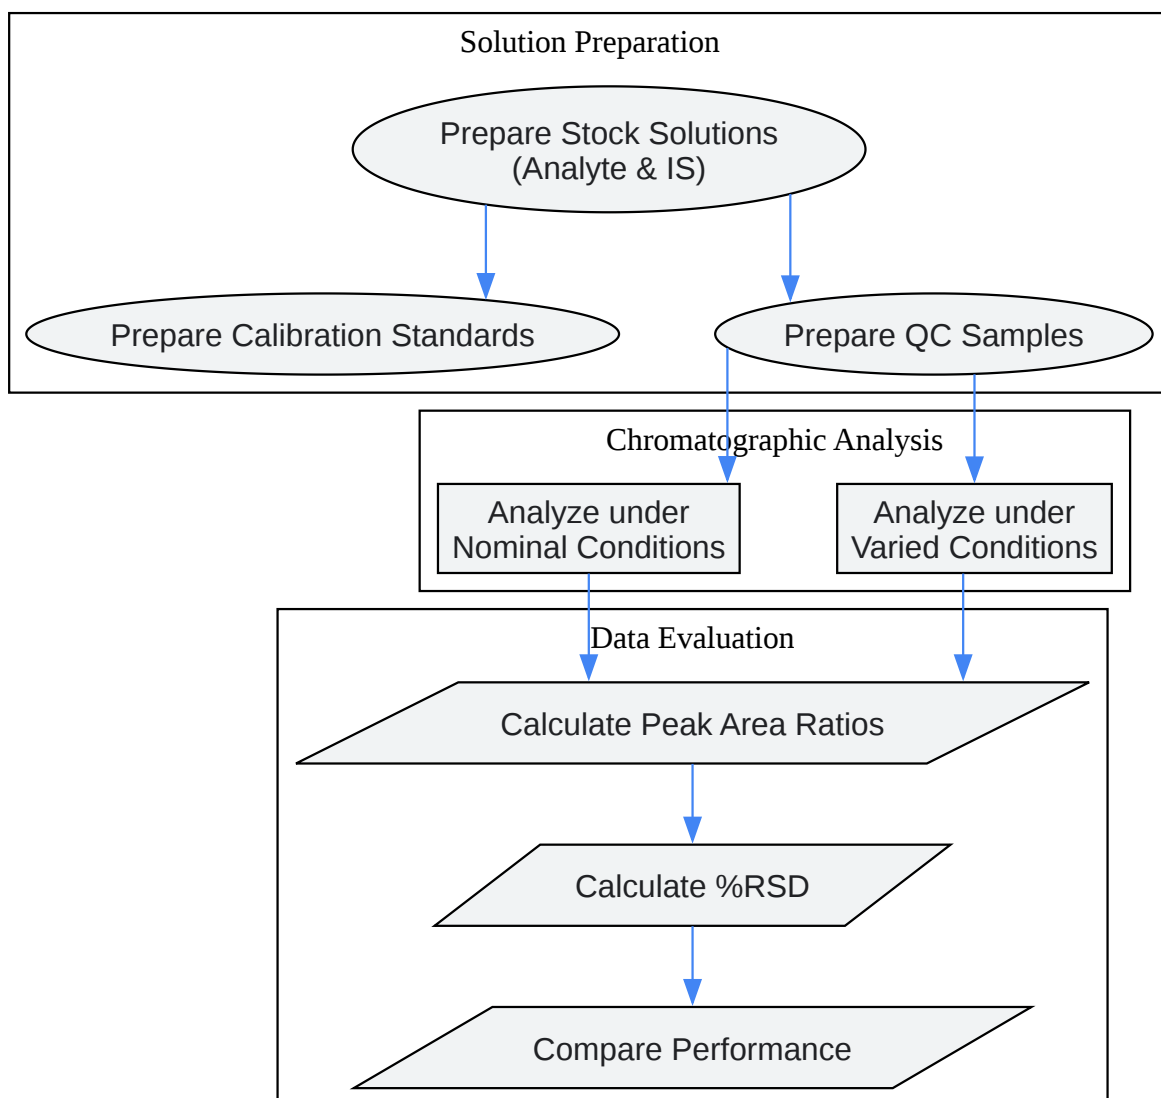 Solution Preparation
Prepare Stock Solutions
(Analyte & IS)
Prepare Calibration Standards
Prepare QC Samples
Chromatographic Analysis
Analyze under
Nominal Conditions
Analyze under
Varied Conditions
Data Evaluation
Calculate Peak Area Ratios
Calculate %RSD
Compare Performance